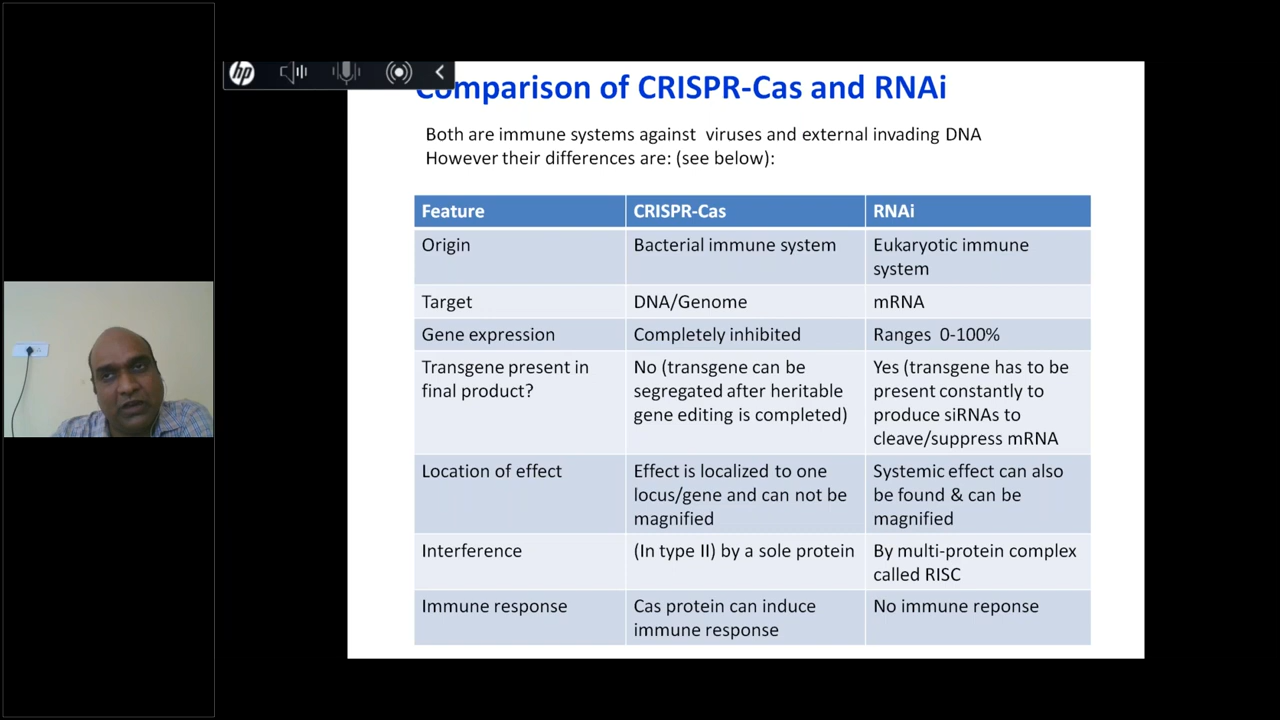 hp
Comparison of CRISPR-Cas and RNAi
Both are immune systems against viruses and external invading DNA
However their differences are: (see below):
Feature CRISPR-Cas RNAi
Origin Bacterial immune system Eukaryotic immune
system
Target DNA/Genome mRNA
Gene expression Completely inhibited Ranges 0-100%
Transgene present in No (transgene can be Yes (transgene has to be
final product? segregated after heritable present constantly to
gene editing is completed) produce siRNAs to
cleave/suppress mRNA
Location of effect Effect is localized to one Systemic effect can also
locus/gene and can not be be found & can be
magnified magnified
Interference (In type II) by a sole protein By multi-protein complex
called RISC
Immune response Cas protein can induce No immune reponse
immune response